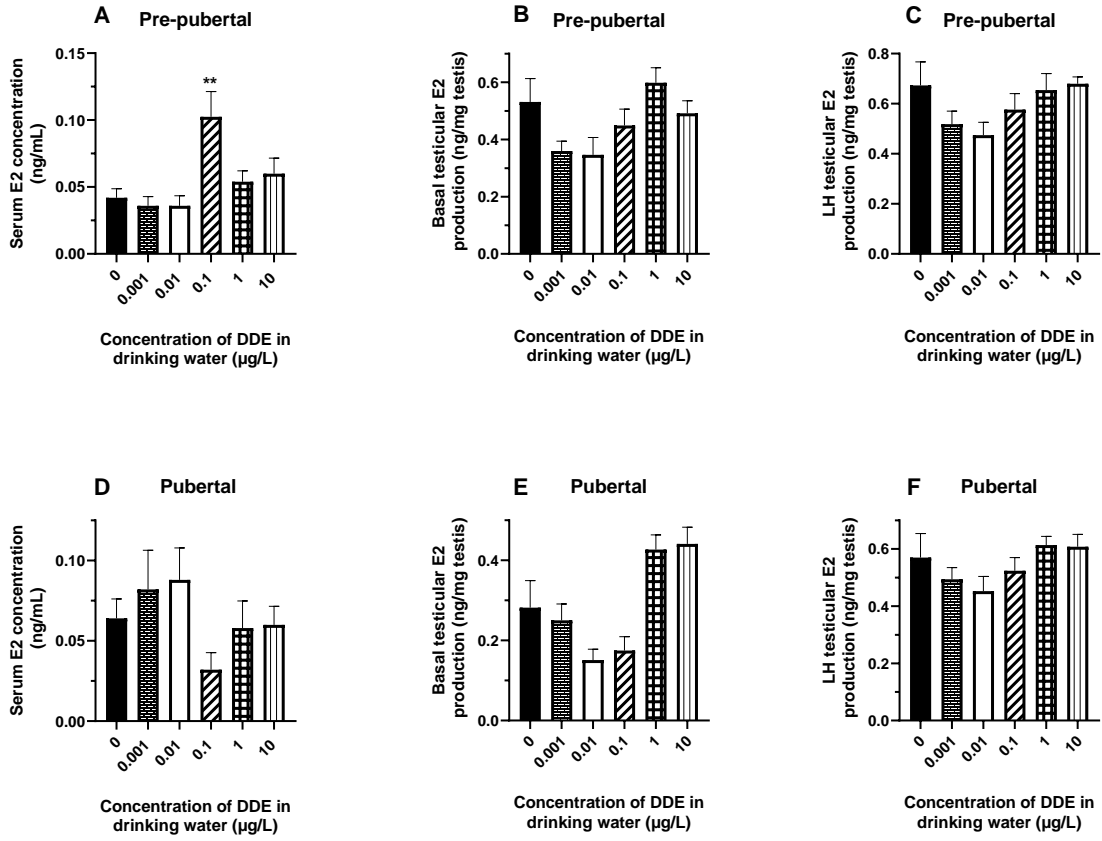 A
Pre-pubertal
Serum E2 concentration
(ng/mL)
0.15
0.10
0.05
0.00
**
0
0.001
0.01
0.1
1
10
Concentration of DDE in
drinking water (µg/L)
B
Pre-pubertal
Basal testicular E2
production (ng/mg testis)
0.6
0.4
0.2
0.0
0
0.001
0.01
0.1
1
10
Concentration of DDE in
drinking water (µg/L)
C
Pre-pubertal
LH testicular E2
production (ng/mg testis)
0.8
0.6
0.4
0.2
0.0
0
0.001
0.01
0.1
1
10
Concentration of DDE in
drinking water (µg/L)
D
Pubertal
Serum E2 concentration
(ng/mL)
0.10
0.05
0.00
0
0.001
0.01
0.1
1
10
Concentration of DDE in
drinking water (µg/L)
E
Pubertal
Basal testicular E2
production (ng/mg testis)
0.4
0.2
0.0
0
0.001
0.01
0.1
1
10
Concentration of DDE in
drinking water (µg/L)
F
Pubertal
LH testicular E2
production (ng/mg testis)
0.6
0.4
0.2
0.0
0
0.001
0.01
0.1
1
10
Concentration of DDE in
drinking water (µg/L)